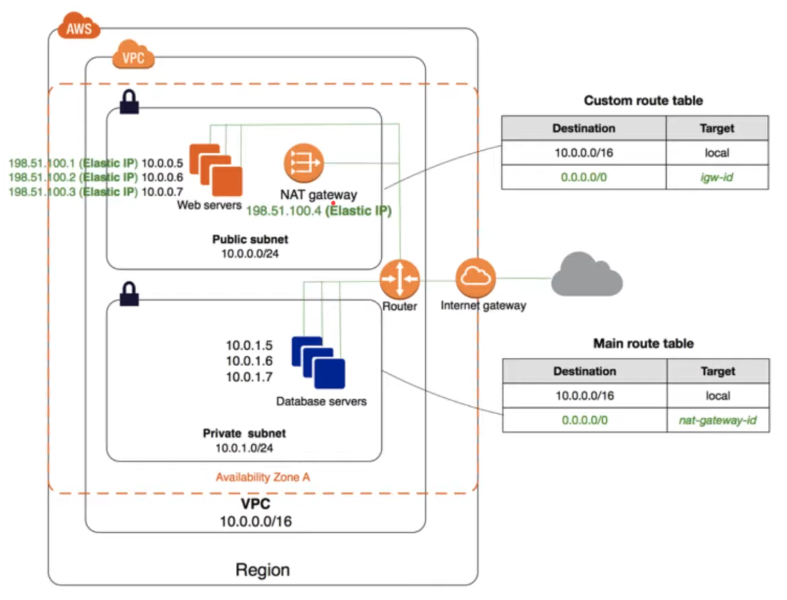 AWS
VPC
198.51.100.1 (Elastic IP) 10.0.0.5
198.51.100.2 (Elastic IP) 10.0.0.6
198.51.100.3 (Elastic IP) 10.0.0.7
Web servers
NAT gateway
198.51.100.4 (Elastic IP)
Public subnet
10.0.0.0/24
Router
Internet gateway
10.0.1.5
10.0.1.6
10.0.1.7
Database servers
Private subnet
10.0.1.0/24
Availability Zone A
VPC
10.0.0.0/16
Region
Custom route table
Destination Target
10.0.0.0/16 local
0.0.0.0/0 igw-id
Main route table
Destination Target
10.0.0.0/16 local
0.0.0.0/0 nat-gateway-id